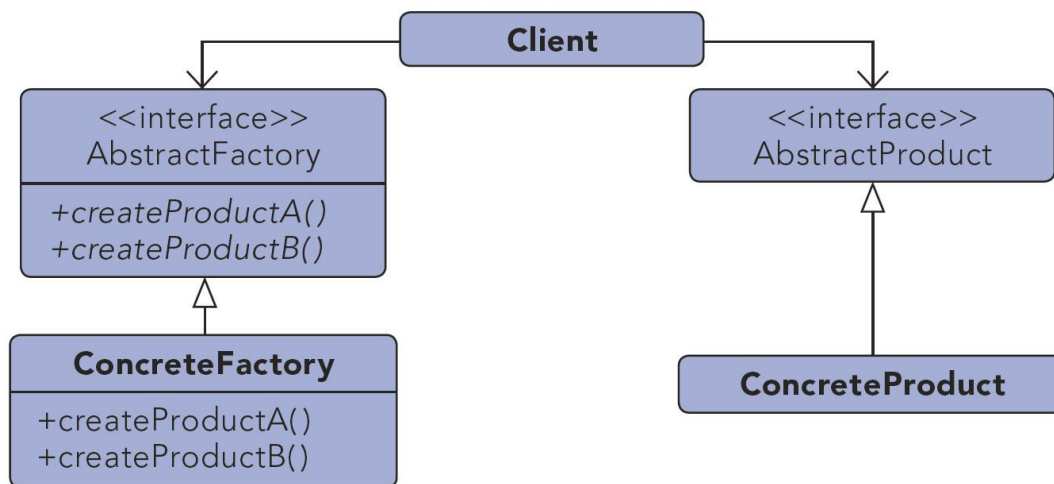 Client
<<interface>>
AbstractFactory
+createProductA()
+createProductB()
<<interface>>
AbstractProduct
ConcreteFactory
+createProductA()
+createProductB()
ConcreteProduct